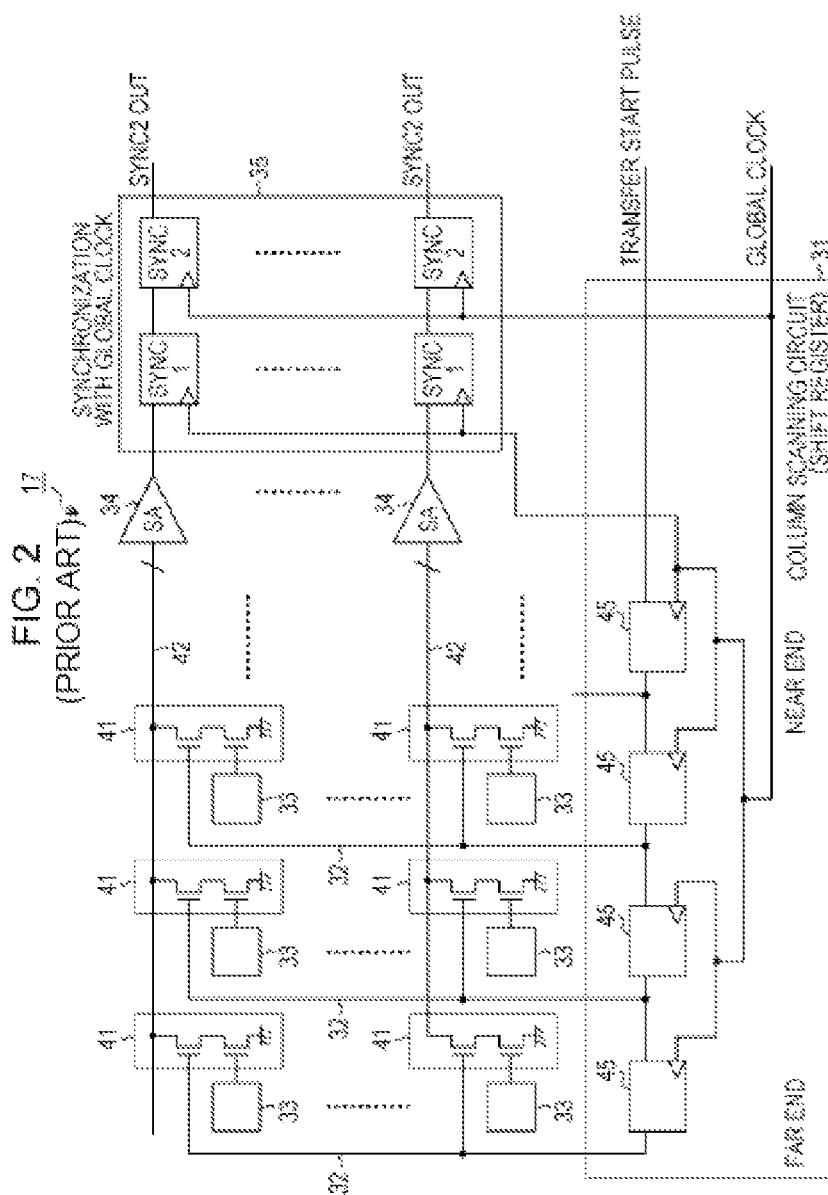 FIG. 2
(PRIOR ART)
17
SYNCHRONIZATION
WITH GLOBAL CLOCK
35
SYNC2 OUT
34
SA
SYNC
1
SYNC
2
42
41
41
41
33
33
33
32
32
32
SYNC2 OUT
34
SA
SYNC
1
SYNC
2
42
41
41
41
33
33
33
TRANSFER START PULSE
45
45
45
45
GLOBAL CLOCK
FAR END
NEAR END
COLUMN SCANNING CIRCUIT
(SHIFT REGISTER)
31